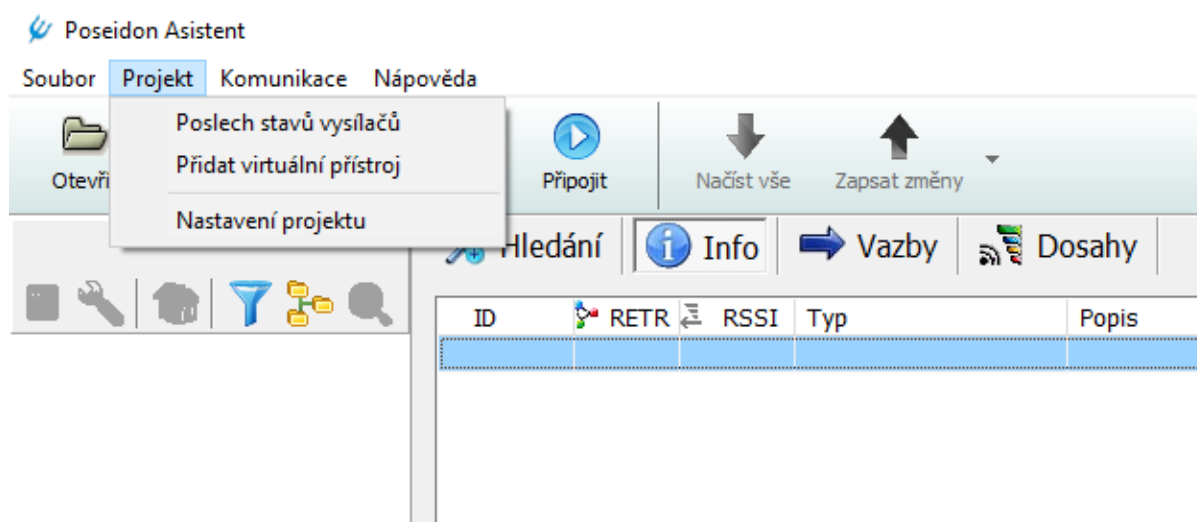 Poseidon Asistent
Soubor Projekt Komunikace Nápověda
Poslech stavů vysílačů
Přidat virtuální přístroj
Nastavení projektu
Otevří
Připojit
Načíst vše
Zapsat změny
Hledání
Info
Vazby
Dosahy
ID RETR RSSI Typ Popis